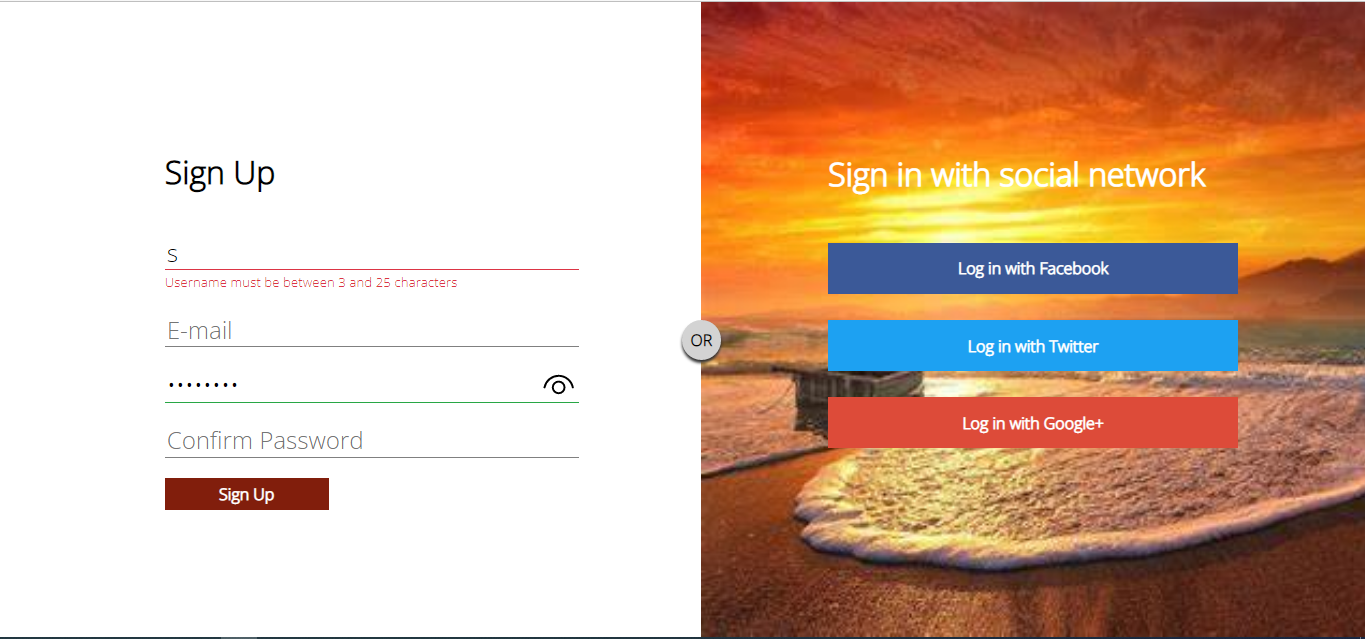 Sign Up
S
Username must be between 3 and 25 characters
E-mail
••••••••
Confirm Password
Sign Up
OR
Sign in with social network
Log in with Facebook
Log in with Twitter
Log in with Google+